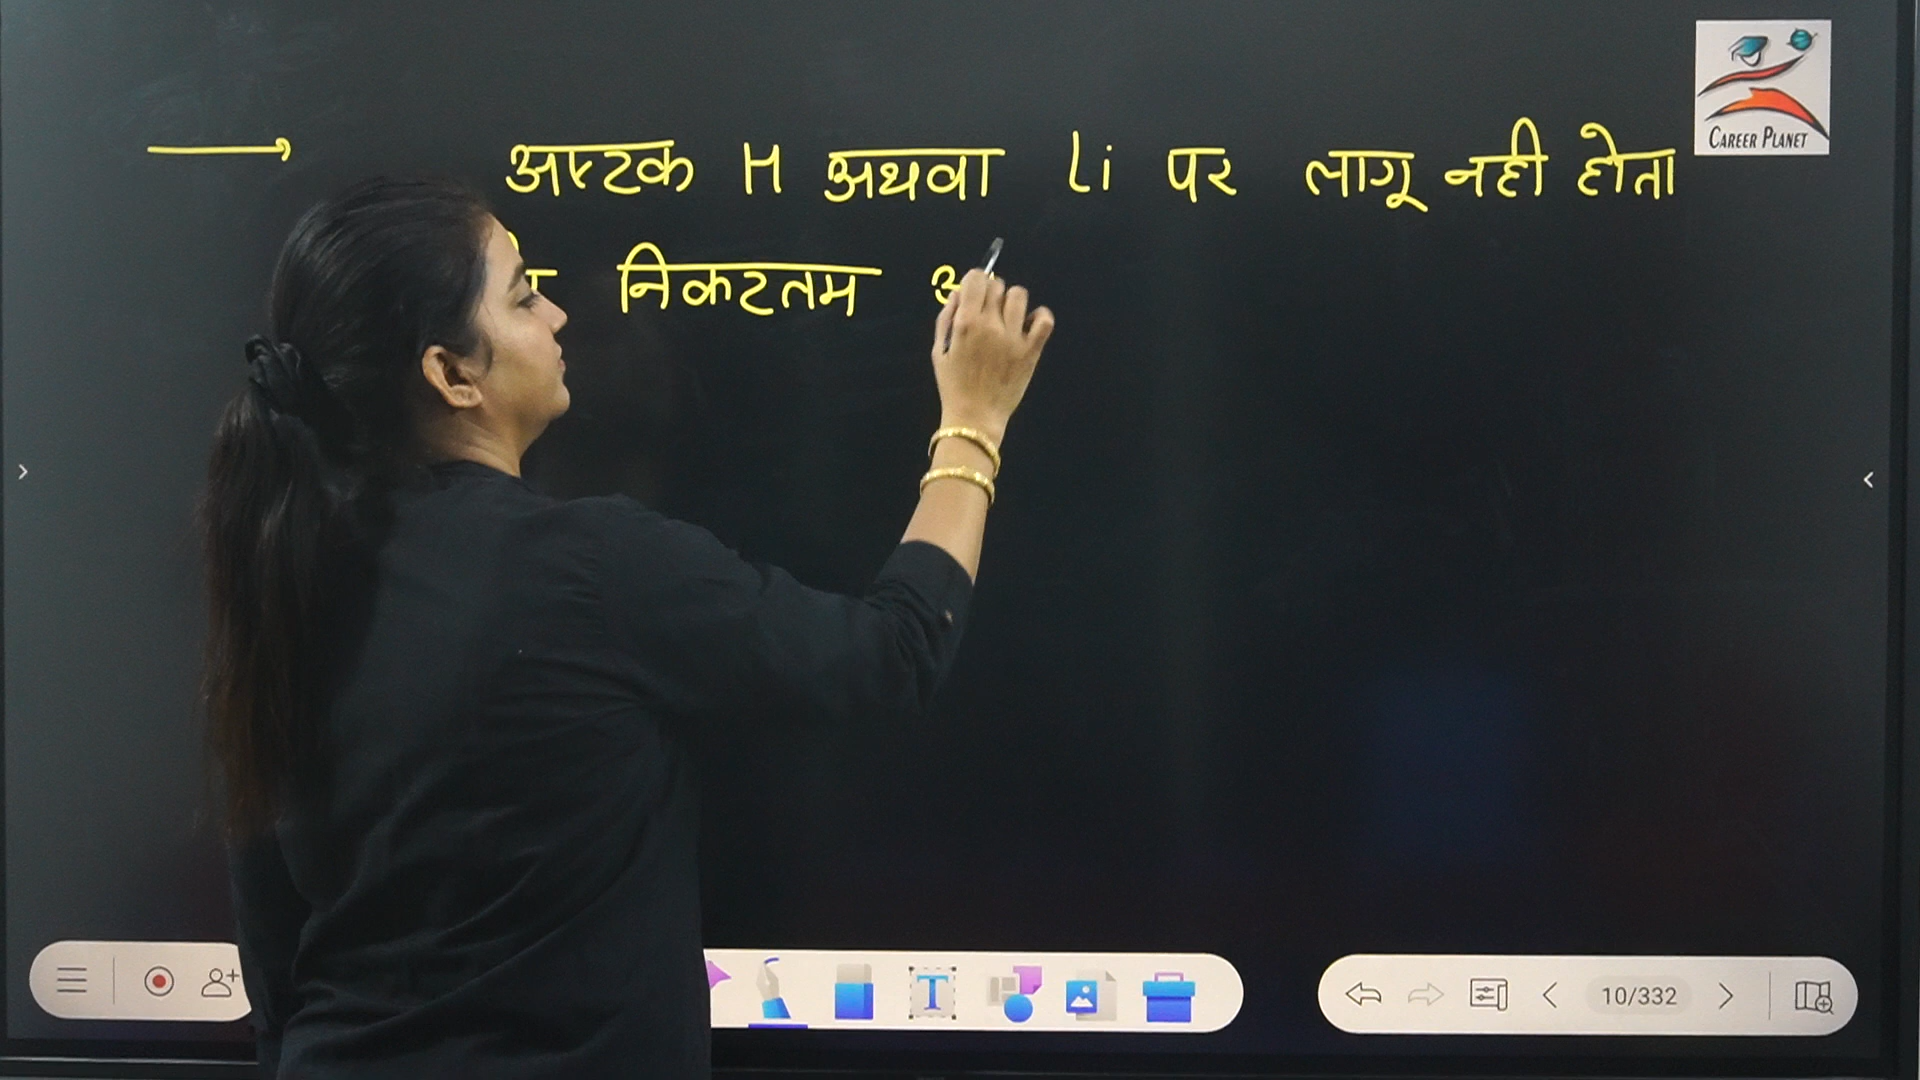 CAREER PLANET
→ अष्टक H अथवा Li पर लागू नही होता
निकटतम
T
10/332